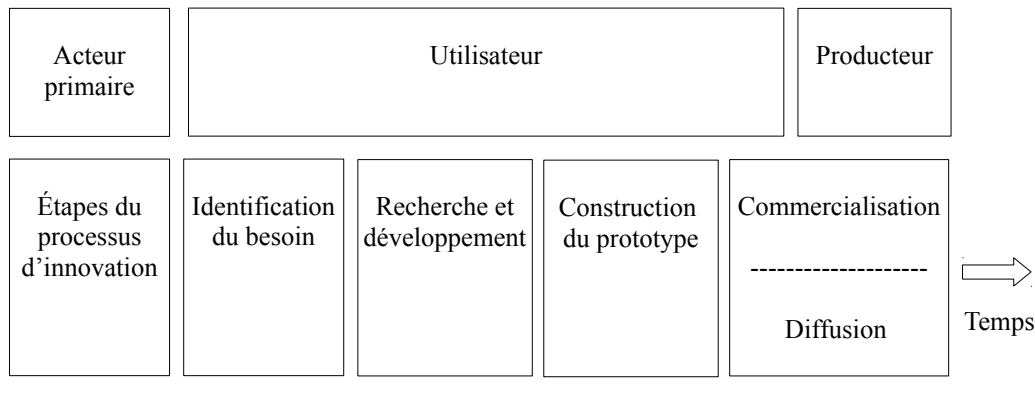 Acteur
primaire
Utilisateur
Producteur
Étapes du
processus
d’innovation
Identification
du besoin
Recherche et
développement
Construction
du prototype
Commercialisation
--------------------
Diffusion
Temps